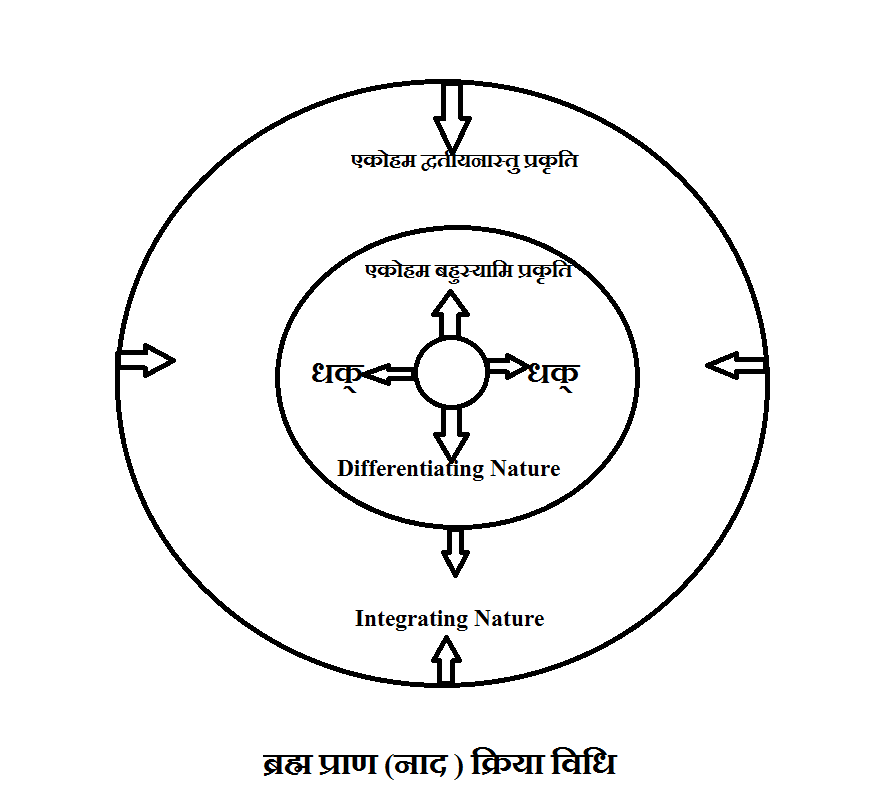 एकोहम द्वतीयनास्तु प्रकृति
एकोहम बहुस्यामि प्रकृति
धक् धक्
Differentiating Nature
Integrating Nature
ब्रह्म प्राण (नाद ) क्रिया विधि